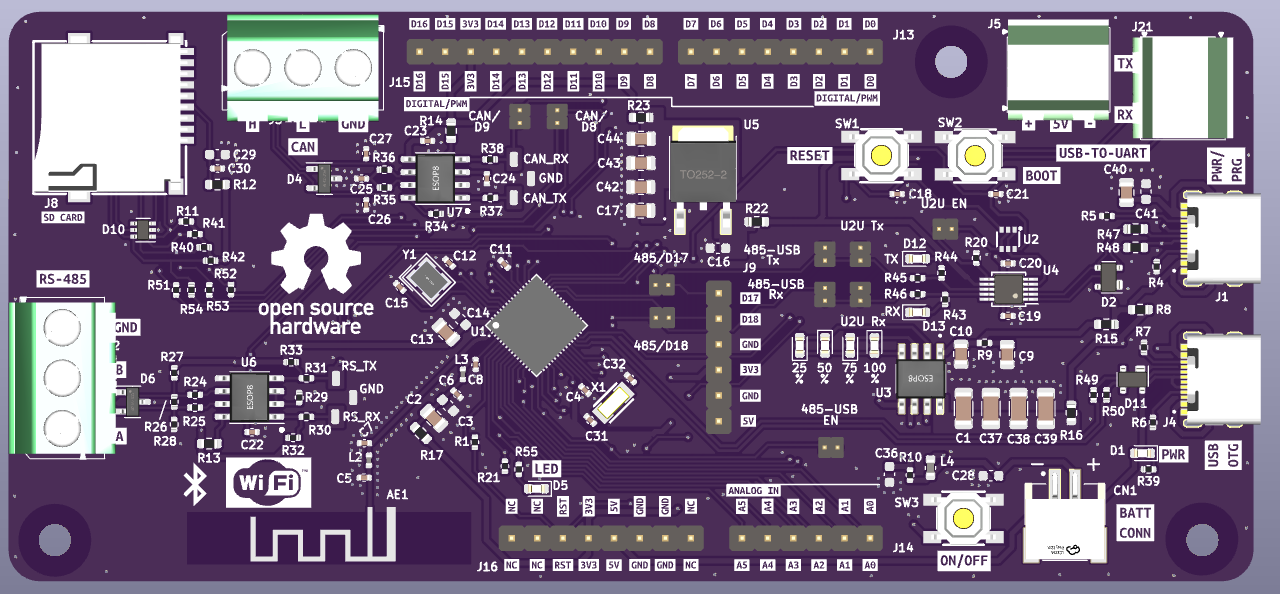 D16 D15 3V3 D14 D13 D12 D11 D10 D9 D8
D7 D6 D5 D4 D3 D2 D1 D0
J13
J5
J21
D16 D15 3V3 D14 D13 D12 D11 D10 D9 D8
D7 D6 D5 D4 D3 D2 D1 D0
J15
DIGITAL/PWM
DIGITAL/PWM
TX
RX
H L GND
CAN
+ 5V -
USB-TO-UART
PWR/
PRG
C27
C23
R14
CAN/
D9
CAN/
D8
R23
C44
C43
C42
C17
U5
TO252-2
SW1
SW2
RESET
BOOT
C29
C30
R12
D4
R36
C25
R35
C26
ESOP8
U7
R34
R38
C24
R37
CAN_RX
GND
CAN_TX
C18
C21
C40
C41
J8
SD CARD
R11
R41
D10
R40
R42
R52
R51
R54
R53
R22
U2U EN
U2U Tx
R5
R47
R48
R4
J1
open source
hardware
Y1
C12
C11
C15
C14
C13
U1
485/D17
485/D18
C16
J9
485-USB
Tx
485-USB
Rx
D12
TX
R44
R45
R46
RX
D13
R43
R20
U2
C20
U4
C19
D2
R8
R15
R7
RS-485
GND
B
A
D17
D18
GND
3V3
GND
5V
U2U Rx
25
%
50
%
75
%
100
%
C10
R9
C9
U3
ESOP8
C1
C37
C38
C39
R16
R49
R50
D11
R6
J4
USB
OTG
R27
D6
R24
R25
R26
R28
R13
U6
ESOP8
C22
R33
R31
R29
R30
R32
RS_TX
GND
RS_RX
L3
C8
C6
C2
C3
R17
R1
L2
C5
C32
X1
C4
C31
485-USB
EN
D1
PWR
R39
WiFi
AE1
R55
R21
LED
D5
ANALOG IN
C36
R10
L4
C28
SW3
ON/OFF
- +
CN1
BATT
CONN
NC NC RST 3V3 5V GND GND NC
A5 A4 A3 A2 A1 A0
J16
NC NC RST 3V3 5V GND GND NC
A5 A4 A3 A2 A1 A0
J14